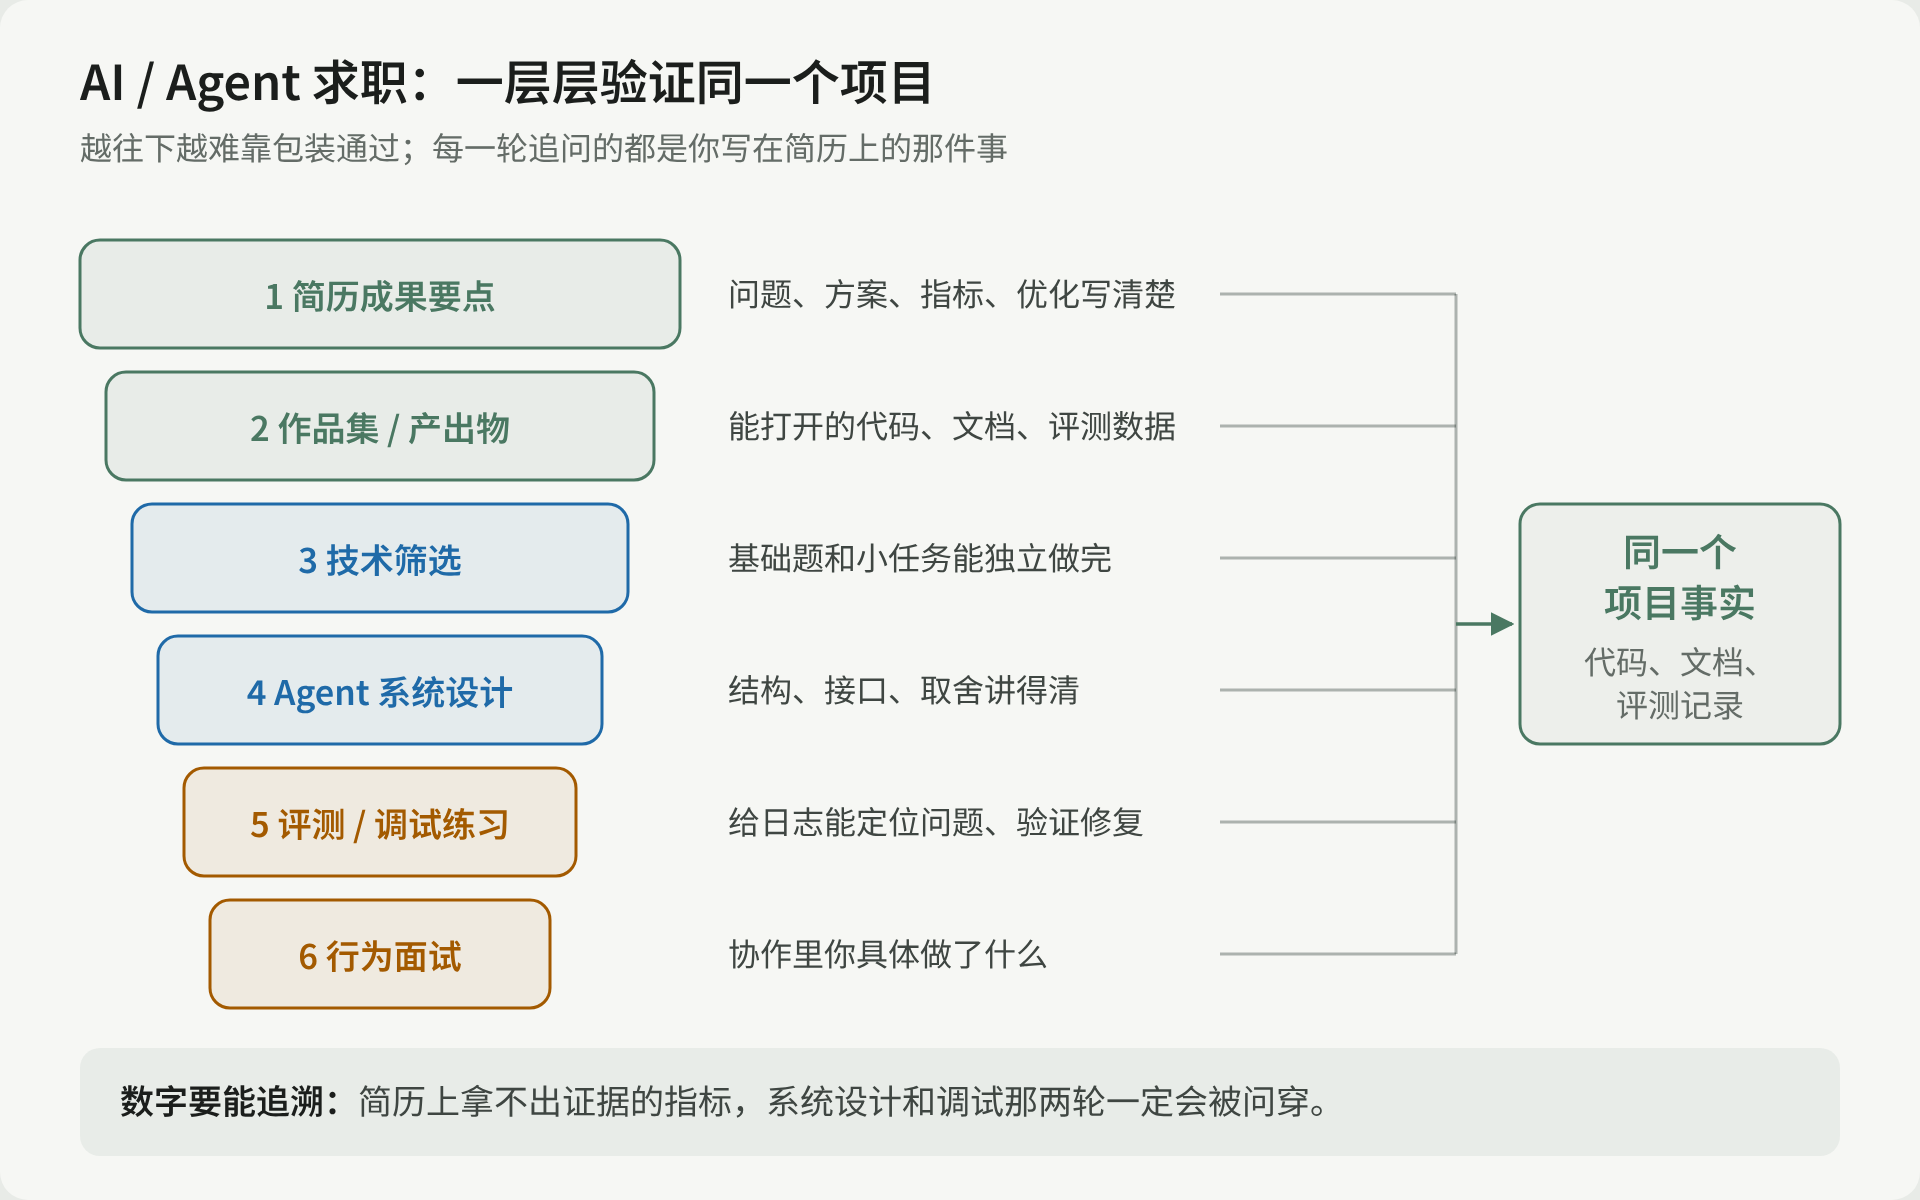 AI / Agent 求职：一层层验证同一个项目
越往下越难靠包装通过；每一轮追问的都是你写在简历上的那件事
1 简历成果要点
问题、方案、指标、优化写清楚
2 作品集 / 产出物
能打开的代码、文档、评测数据
3 技术筛选
基础题和小任务能独立做完
4 Agent 系统设计
结构、接口、取舍讲得清
5 评测 / 调试练习
给日志能定位问题、验证修复
6 行为面试
协作里你具体做了什么
同一个
项目事实
代码、文档、
评测记录
数字要能追溯：简历上拿不出证据的指标，系统设计和调试那两轮一定会被问穿。